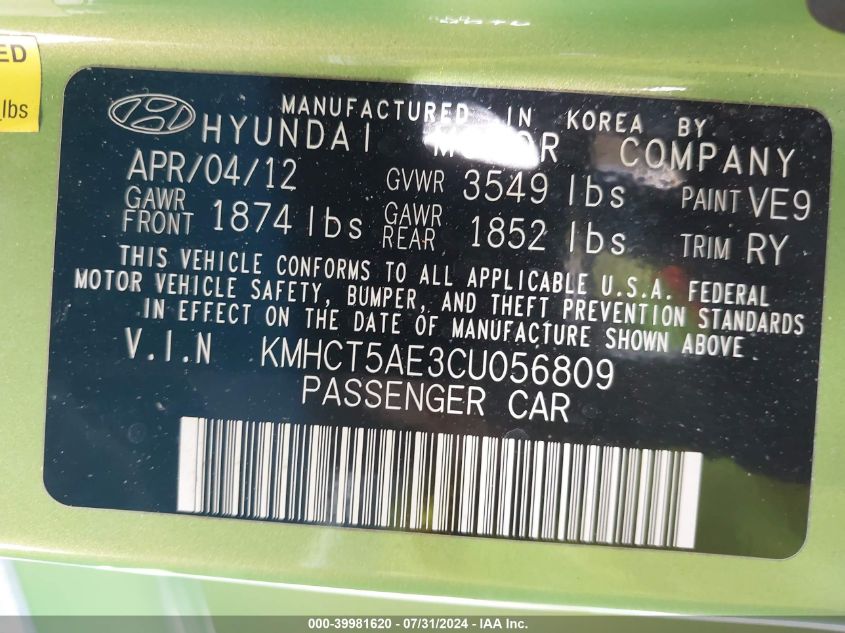 ED
lbs
MANUFACTURED IN KOREA BY
HYUNDAI MOTOR COMPANY
APR/04/12 GVWR 3549 lbs PAINT VE9
GAWR FRONT 1874 lbs GAWR REAR 1852 lbs TRIM RY
THIS VEHICLE CONFORMS TO ALL APPLICABLE U.S.A. FEDERAL
MOTOR VEHICLE SAFETY, BUMPER, AND THEFT PREVENTION STANDARDS
IN EFFECT ON THE DATE OF MANUFACTURE SHOWN ABOVE.
V.I.N KMHCT5AE3CU056809
PASSENGER CAR
000-39981620 / 07/31/2024 - ©IAA Inc.